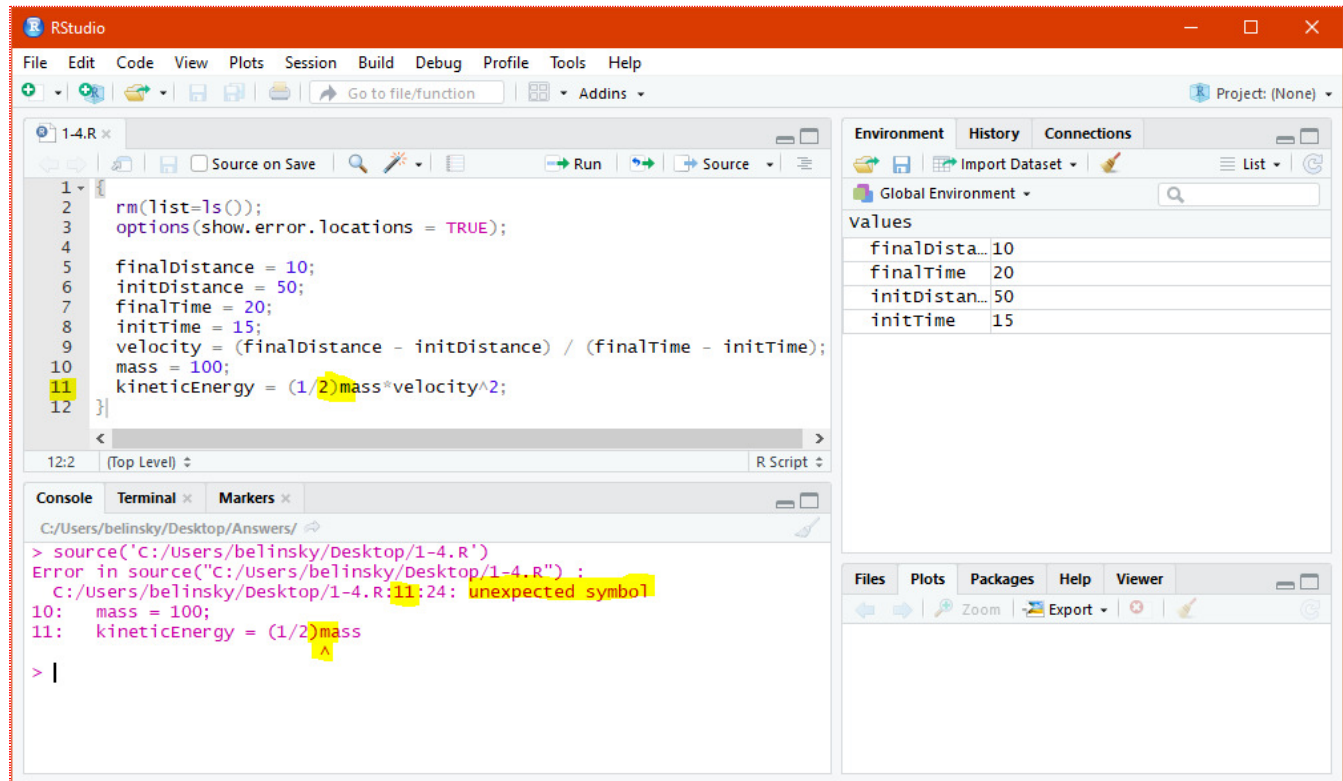 RStudio
File Edit Code View Plots Session Build Debug Profile Tools Help
Go to file/function Addins Project: (None)
1-4.R
Source on Save Run Source
1 {
2 rm(list=ls());
3 options(show.error.locations = TRUE);
4
5 finalDistance = 10;
6 initDistance = 50;
7 finalTime = 20;
8 initTime = 15;
9 velocity = (finalDistance - initDistance) / (finalTime - initTime);
10 mass = 100;
11 kineticEnergy = (1/2)mass*velocity^2;
12 }
12:2 (Top Level) R Script
Console Terminal Markers
C:/Users/belinsky/Desktop/Answers/
> source('C:/Users/belinsky/Desktop/1-4.R')
Error in source("C:/Users/belinsky/Desktop/1-4.R") :
C:/Users/belinsky/Desktop/1-4.R:11:24: unexpected symbol
10: mass = 100;
11: kineticEnergy = (1/2)mass
^
>
Environment History Connections
Import Dataset List
Global Environment
Values
finalDista… 10
finalTime 20
initDistan… 50
initTime 15
Files Plots Packages Help Viewer
Zoom Export